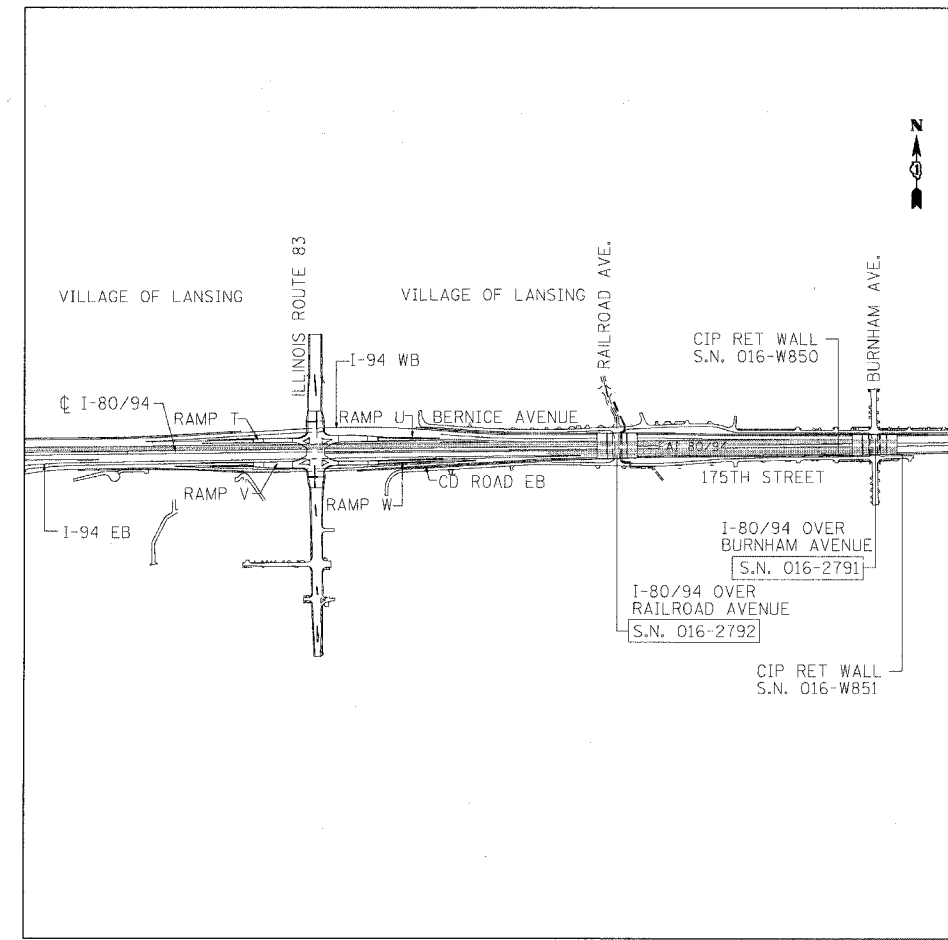 N
ILLINOIS ROUTE 83
RAILROAD AVE.
BURNHAM AVE.
VILLAGE OF LANSING
VILLAGE OF LANSING
CIP RET WALL
S.N. 016-W850
I-94 WB
℄ I-80/94
RAMP T
RAMP U
BERNICE AVENUE
80/94
RAMP V
RAMP W
CD ROAD EB
175TH STREET
I-94 EB
I-80/94 OVER
BURNHAM AVENUE
S.N. 016-2791
I-80/94 OVER
RAILROAD AVENUE
S.N. 016-2792
CIP RET WALL
S.N. 016-W851